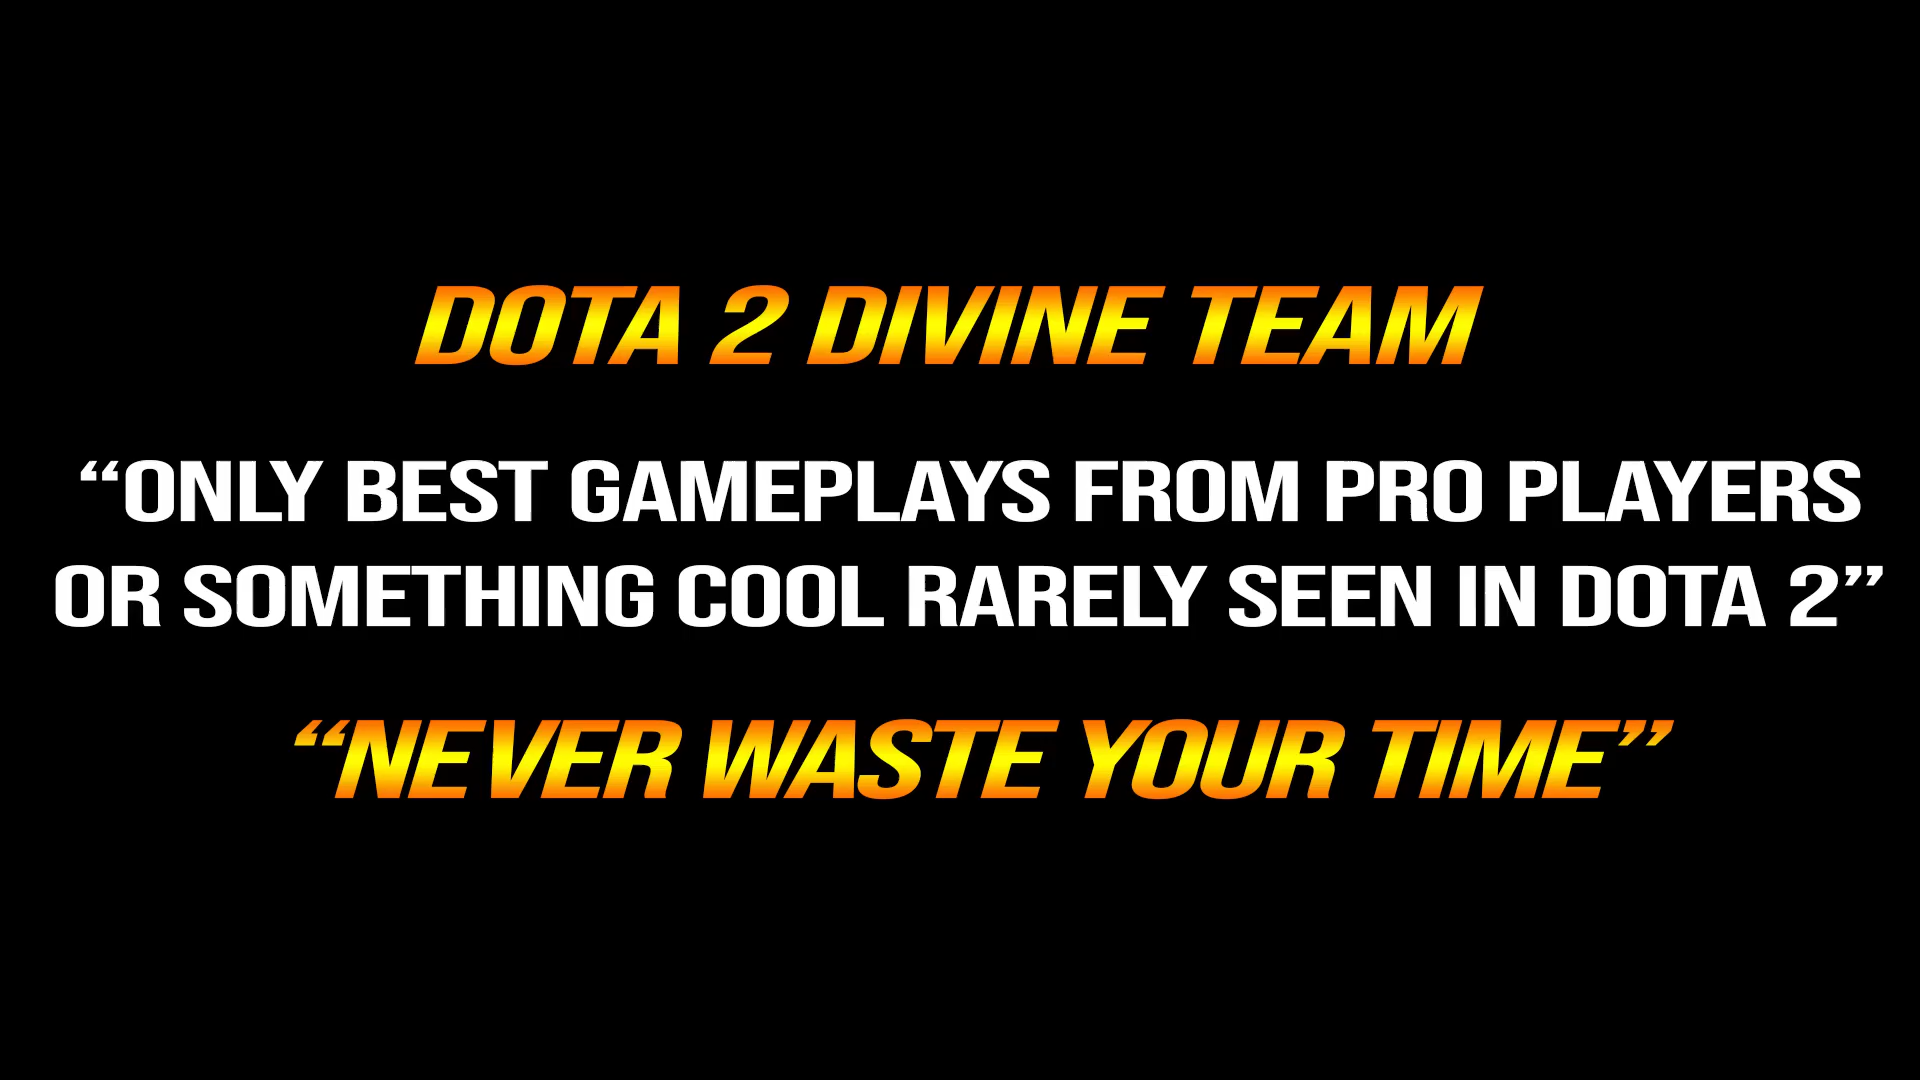 DOTA 2 DIVINE TEAM
“ONLY BEST GAMEPLAYS FROM PRO PLAYERS
OR SOMETHING COOL RARELY SEEN IN DOTA 2”
“NEVER WASTE YOUR TIME”